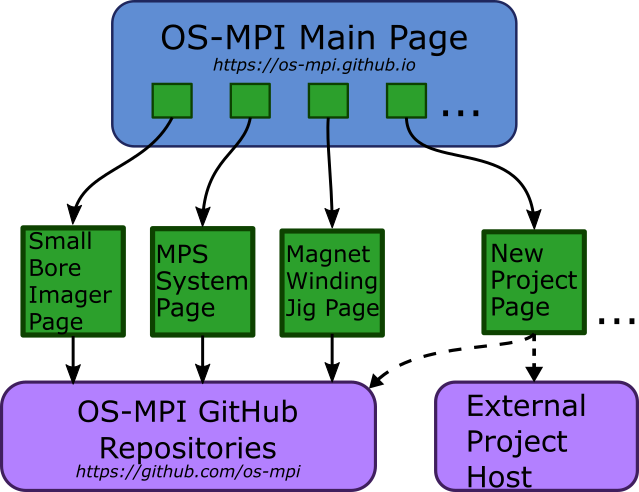 OS-MPI Main Page
https://os-mpi.github.io
...
Small
Bore
Imager
Page
MPS
System
Page
Magnet
Winding
Jig Page
New
Project
Page
...
OS-MPI GitHub
Repositories
https://github.com/os-mpi
External
Project
Host